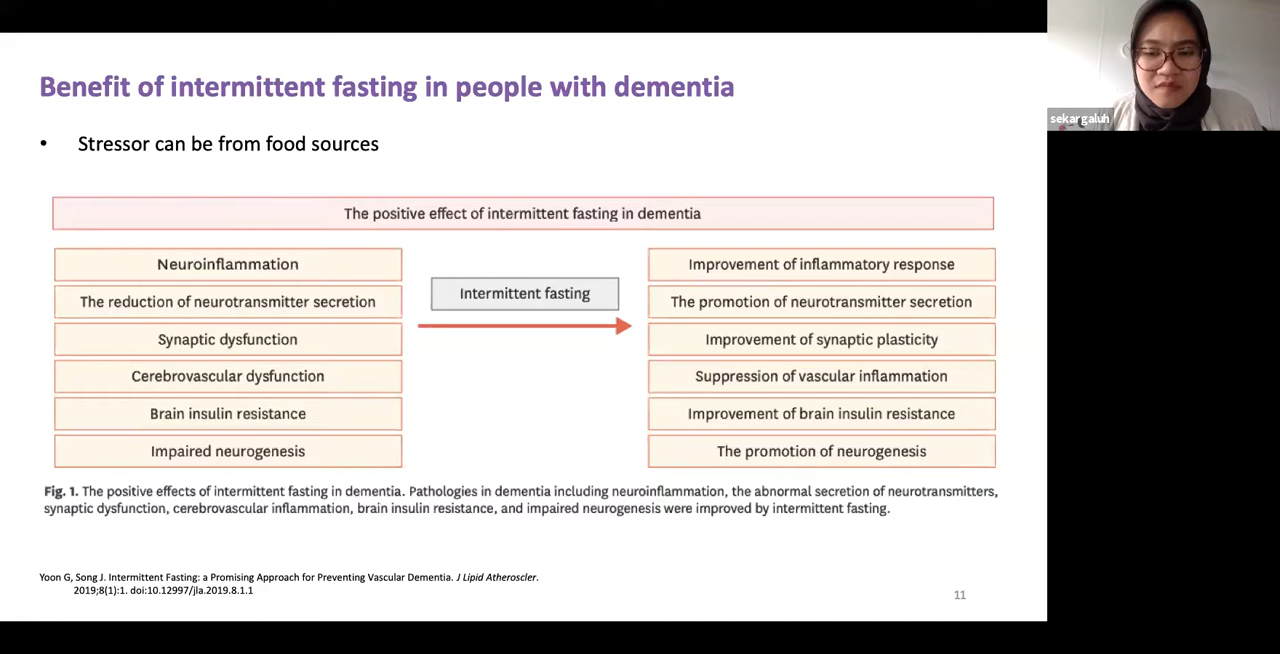 Benefit of intermittent fasting in people with dementia
sekargaluh
• Stressor can be from food sources
The positive effect of intermittent fasting in dementia
Neuroinflammation
The reduction of neurotransmitter secretion
Synaptic dysfunction
Cerebrovascular dysfunction
Brain insulin resistance
Impaired neurogenesis
Intermittent fasting
Improvement of inflammatory response
The promotion of neurotransmitter secretion
Improvement of synaptic plasticity
Suppression of vascular inflammation
Improvement of brain insulin resistance
The promotion of neurogenesis
Fig. 1. The positive effects of intermittent fasting in dementia. Pathologies in dementia including neuroinflammation, the abnormal secretion of neurotransmitters,
synaptic dysfunction, cerebrovascular inflammation, brain insulin resistance, and impaired neurogenesis were improved by intermittent fasting.
Yoon G, Song J. Intermittent Fasting: a Promising Approach for Preventing Vascular Dementia. J Lipid Atheroscler.
2019;8(1):1. doi:10.12997/jla.2019.8.1.1
11